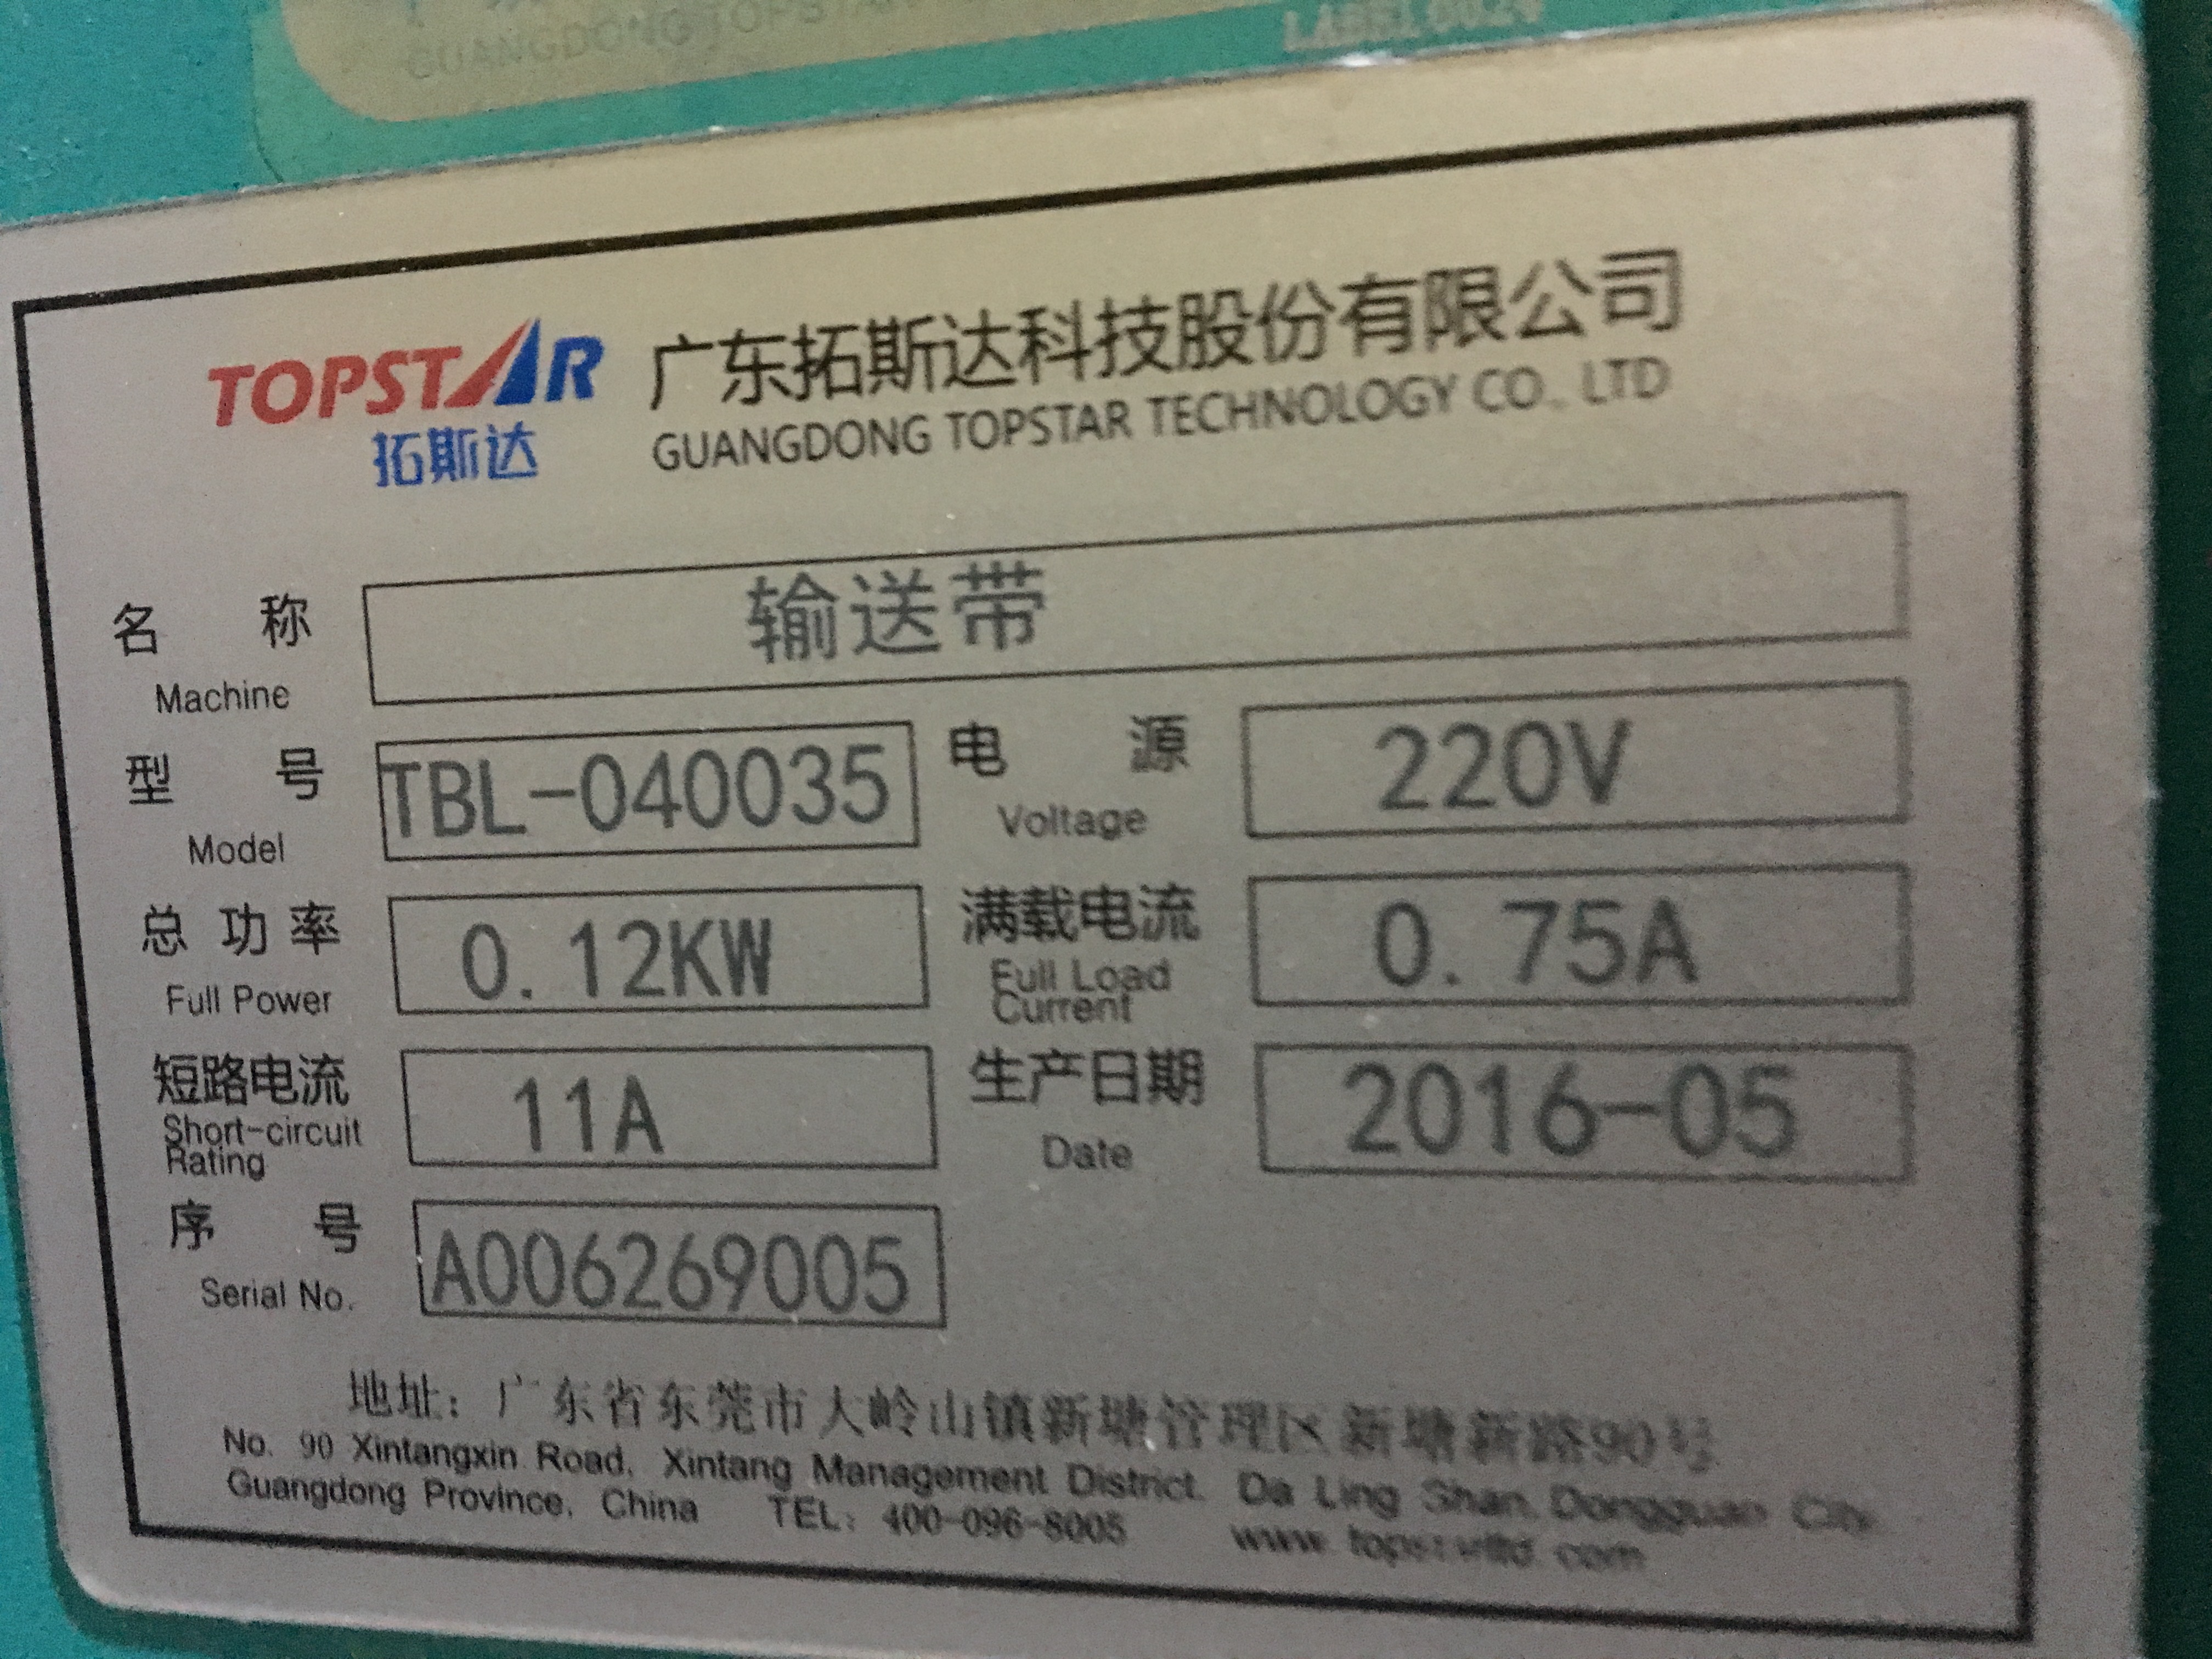 GUANGDONG TOPSTAR
LABEL0024
TOPSTAR
拓斯达
广东拓斯达科技股份有限公司
GUANGDONG TOPSTAR TECHNOLOGY CO., LTD
名 称
Machine
输送带
型 号
Model
TBL-040035
电 源
Voltage
220V
总功率
Full Power
0.12KW
满载电流
Full Load
Current
0.75A
短路电流
Short-circuit
Rating
11A
生产日期
Date
2016-05
序 号
Serial No.
A006269005
地址：广东省东莞市大岭山镇新塘管理区新塘新路90号
No. 90 Xintangxin Road, Xintang Management District, Da Ling Shan, Dongguan City,
Guangdong Province, China TEL: 400-096-8005 www.topstarltd.com